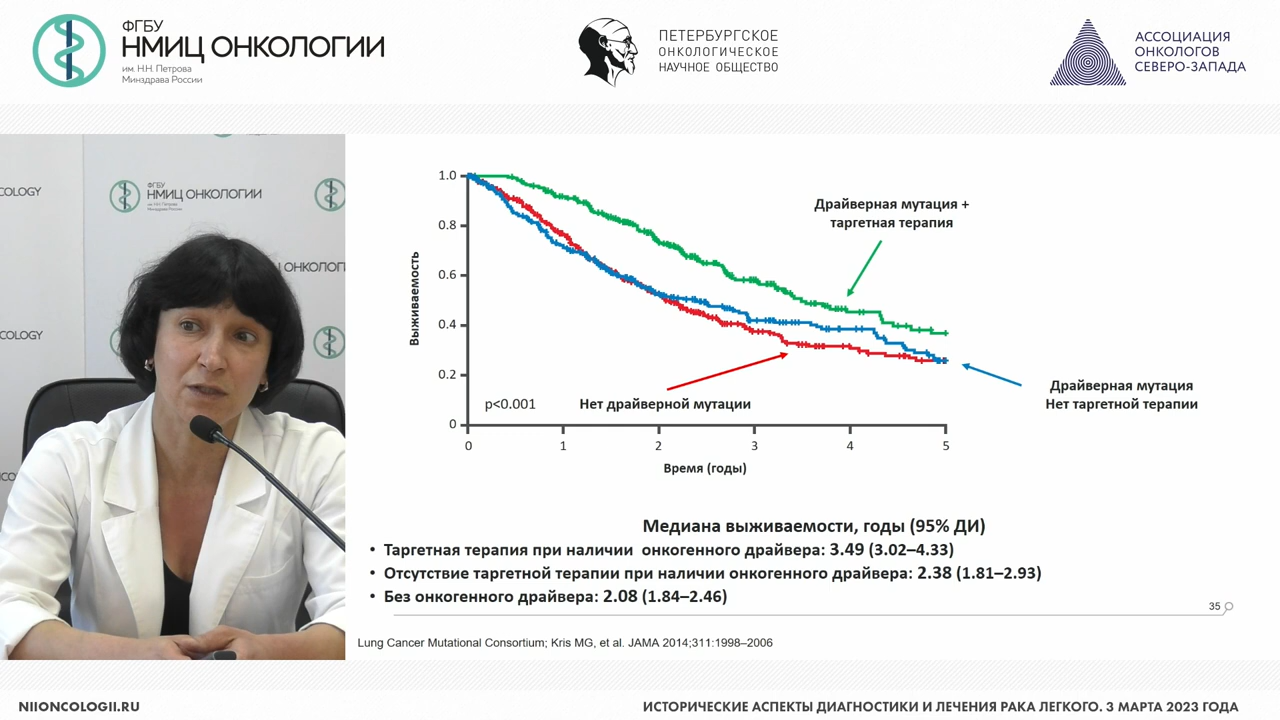 ФГБУ
НМИЦ ОНКОЛОГИИ
им. Н.Н. Петрова
Минздрава России
ПЕТЕРБУРГСКОЕ
ОНКОЛОГИЧЕСКОЕ
НАУЧНОЕ ОБЩЕСТВО
АССОЦИАЦИЯ
ОНКОЛОГОВ
СЕВЕРО-ЗАПАДА
COLOGY
ФГБУ
НМИЦ ОНКОЛОГИИ
ОНКОЛОГИ
COLOGY
Выживаемость
1.0
0.8
0.6
0.4
0.2
0
0 1 2 3 4 5
Время (годы)
p<0.001
Драйверная мутация +
таргетная терапия
Нет драйверной мутации
Драйверная мутация
Нет таргетной терапии
Медиана выживаемости, годы (95% ДИ)
• Таргетная терапия при наличии онкогенного драйвера: 3.49 (3.02–4.33)
• Отсутствие таргетной терапии при наличии онкогенного драйвера: 2.38 (1.81–2.93)
• Без онкогенного драйвера: 2.08 (1.84–2.46)
35
Lung Cancer Mutational Consortium; Kris MG, et al. JAMA 2014;311:1998–2006
NIIONCOLOGII.RU
ИСТОРИЧЕСКИЕ АСПЕКТЫ ДИАГНОСТИКИ И ЛЕЧЕНИЯ РАКА ЛЕГКОГО. 3 МАРТА 2023 ГОДА